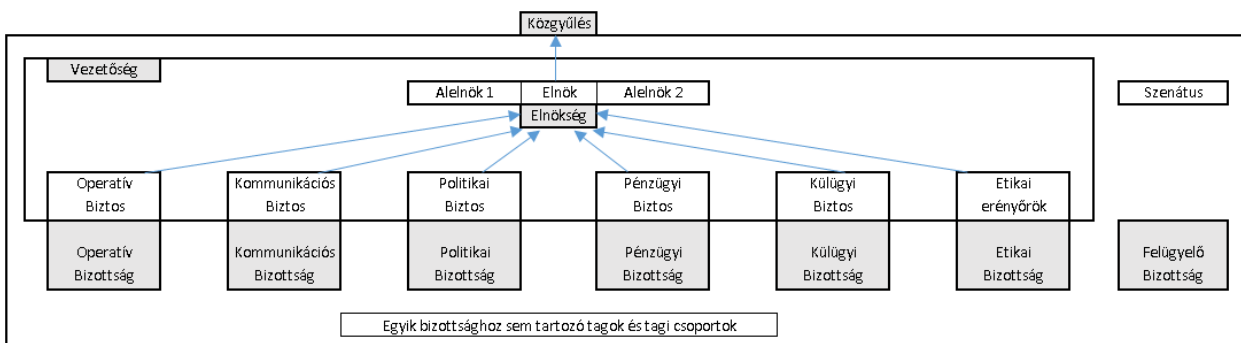 Közgyűlés
Vezetőség
Alelnök 1 Elnök Alelnök 2
Szenátus
Elnökség
Operatív
Biztos
Kommunikációs
Biztos
Politikai
Biztos
Pénzügyi
Biztos
Külügyi
Biztos
Etikai
erényőrök
Operatív
Bizottság
Kommunikációs
Bizottság
Politikai
Bizottság
Pénzügyi
Bizottság
Külügyi
Bizottság
Etikai
Bizottság
Felügyelő
Bizottság
Egyik bizottsághoz sem tartozó tagok és tagi csoportok